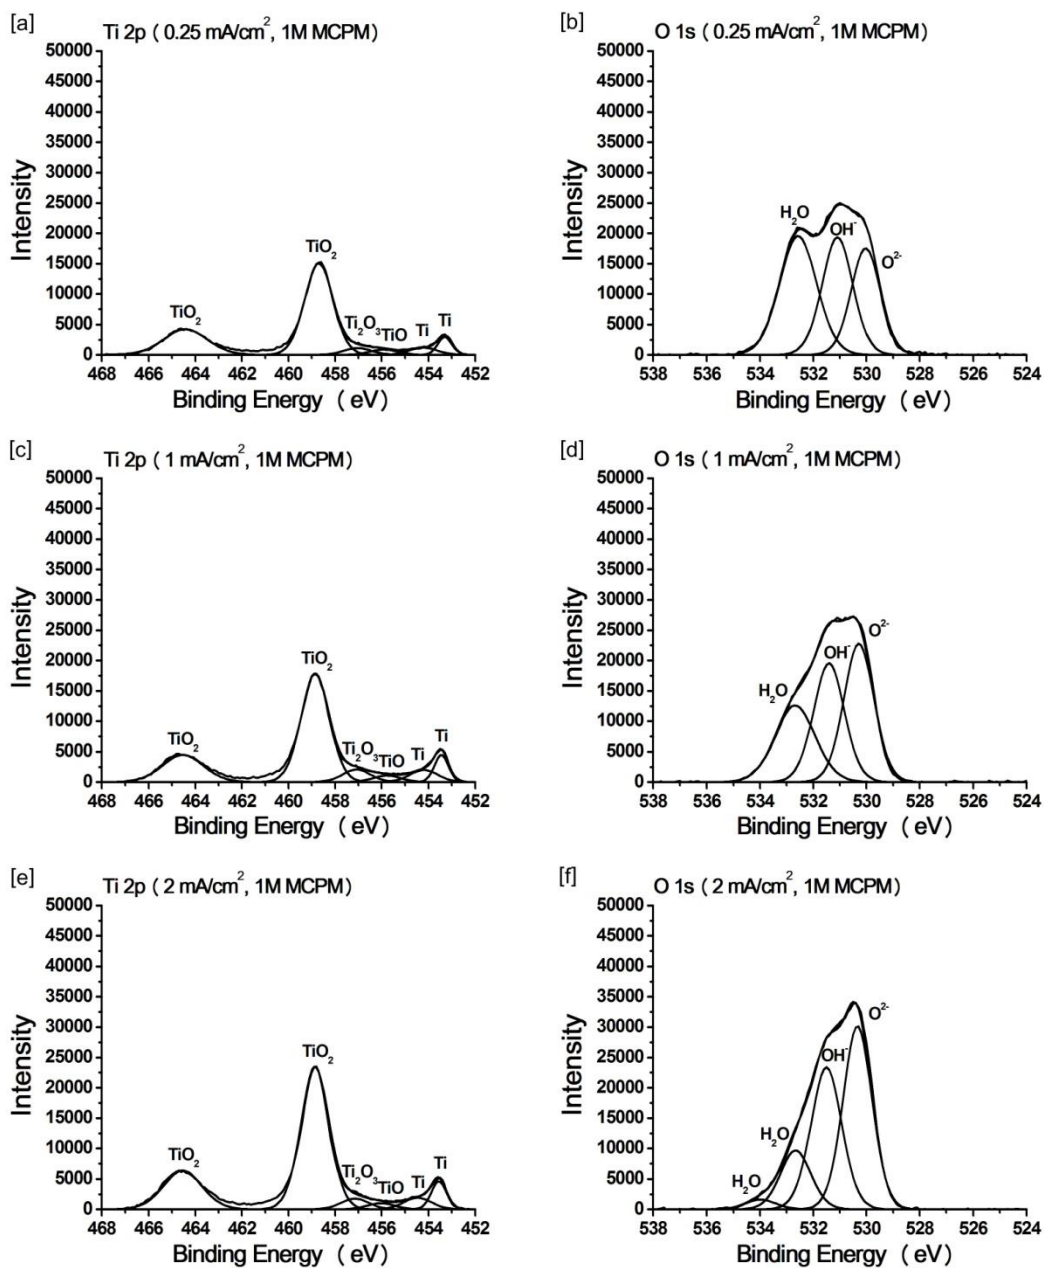 [a]
Ti 2p ( 0.25 mA/cm², 1M MCPM)
50000
45000
40000
35000
30000
25000
20000
15000
10000
5000
0
Intensity
TiO₂
TiO₂
Ti₂O₃ TiO Ti Ti
468 466 464 462 460 458 456 454 452
Binding Energy ( eV)
[b]
O 1s ( 0.25 mA/cm², 1M MCPM)
50000
45000
40000
35000
30000
25000
20000
15000
10000
5000
0
Intensity
H₂O
OH⁻
O²⁻
538 536 534 532 530 528 526 524
Binding Energy ( eV)
[c]
Ti 2p ( 1 mA/cm², 1M MCPM)
50000
45000
40000
35000
30000
25000
20000
15000
10000
5000
0
Intensity
TiO₂
TiO₂
Ti₂O₃ TiO Ti Ti
468 466 464 462 460 458 456 454 452
Binding Energy ( eV)
[d]
O 1s ( 1 mA/cm², 1M MCPM)
50000
45000
40000
35000
30000
25000
20000
15000
10000
5000
0
Intensity
H₂O
OH⁻
O²⁻
538 536 534 532 530 528 526 524
Binding Energy ( eV)
[e]
Ti 2p ( 2 mA/cm², 1M MCPM)
50000
45000
40000
35000
30000
25000
20000
15000
10000
5000
0
Intensity
TiO₂
TiO₂
Ti₂O₃ TiO Ti Ti
468 466 464 462 460 458 456 454 452
Binding Energy ( eV)
[f]
O 1s ( 2 mA/cm², 1M MCPM)
50000
45000
40000
35000
30000
25000
20000
15000
10000
5000
0
Intensity
H₂O
H₂O
OH⁻
O²⁻
538 536 534 532 530 528 526 524
Binding Energy ( eV)